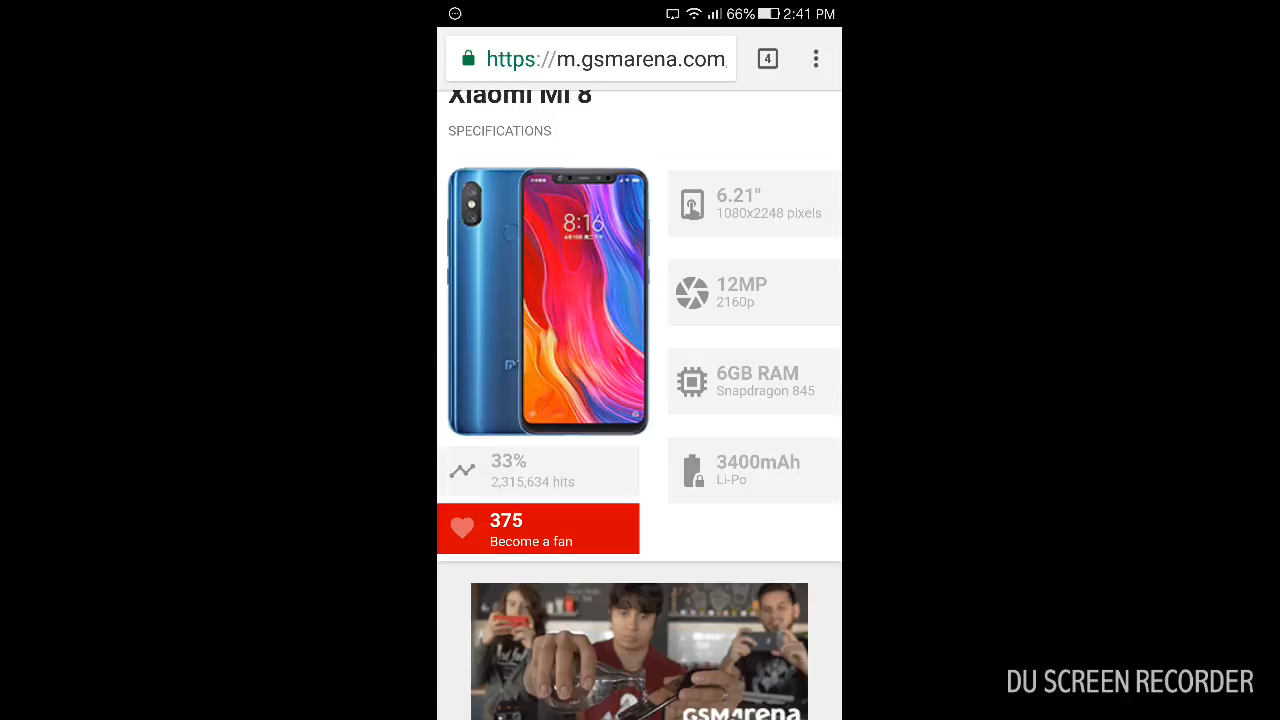 66% 2:41 PM
https://m.gsmarena.com
4
Xiaomi Mi 8
SPECIFICATIONS
8:16
6.21"
1080x2248 pixels
12MP
2160p
6GB RAM
Snapdragon 845
3400mAh
Li-Po
33%
2,315,634 hits
375
Become a fan
GSMArena
DU SCREEN RECORDER